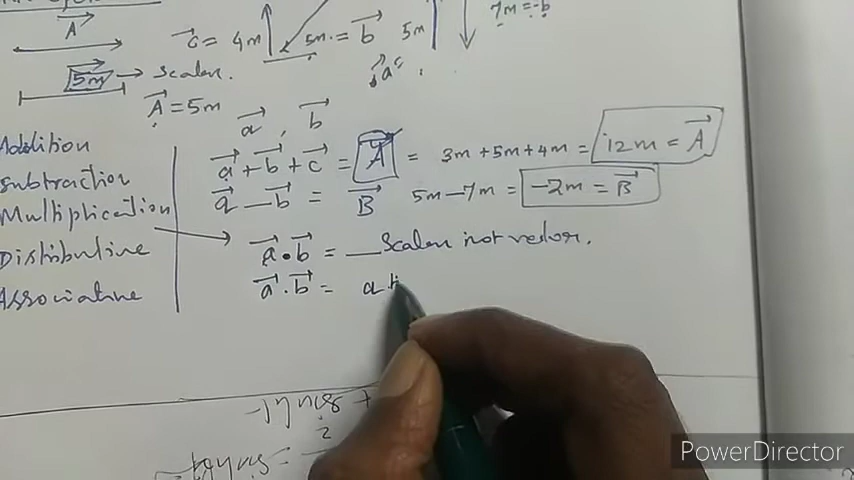 A
c = 4m
5m = b
5m
7m = -b
5m → Scalar.
a c
A = 5m
a , b
Addition
Subtraction
Multiplication
Distributive
Associative
a + b + c = A = 3m + 5m + 4m = 12m = A
a — b = B 5m — 7m = -2m = B
a • b = — Scalar not vector.
a . b = a.
PowerDirector